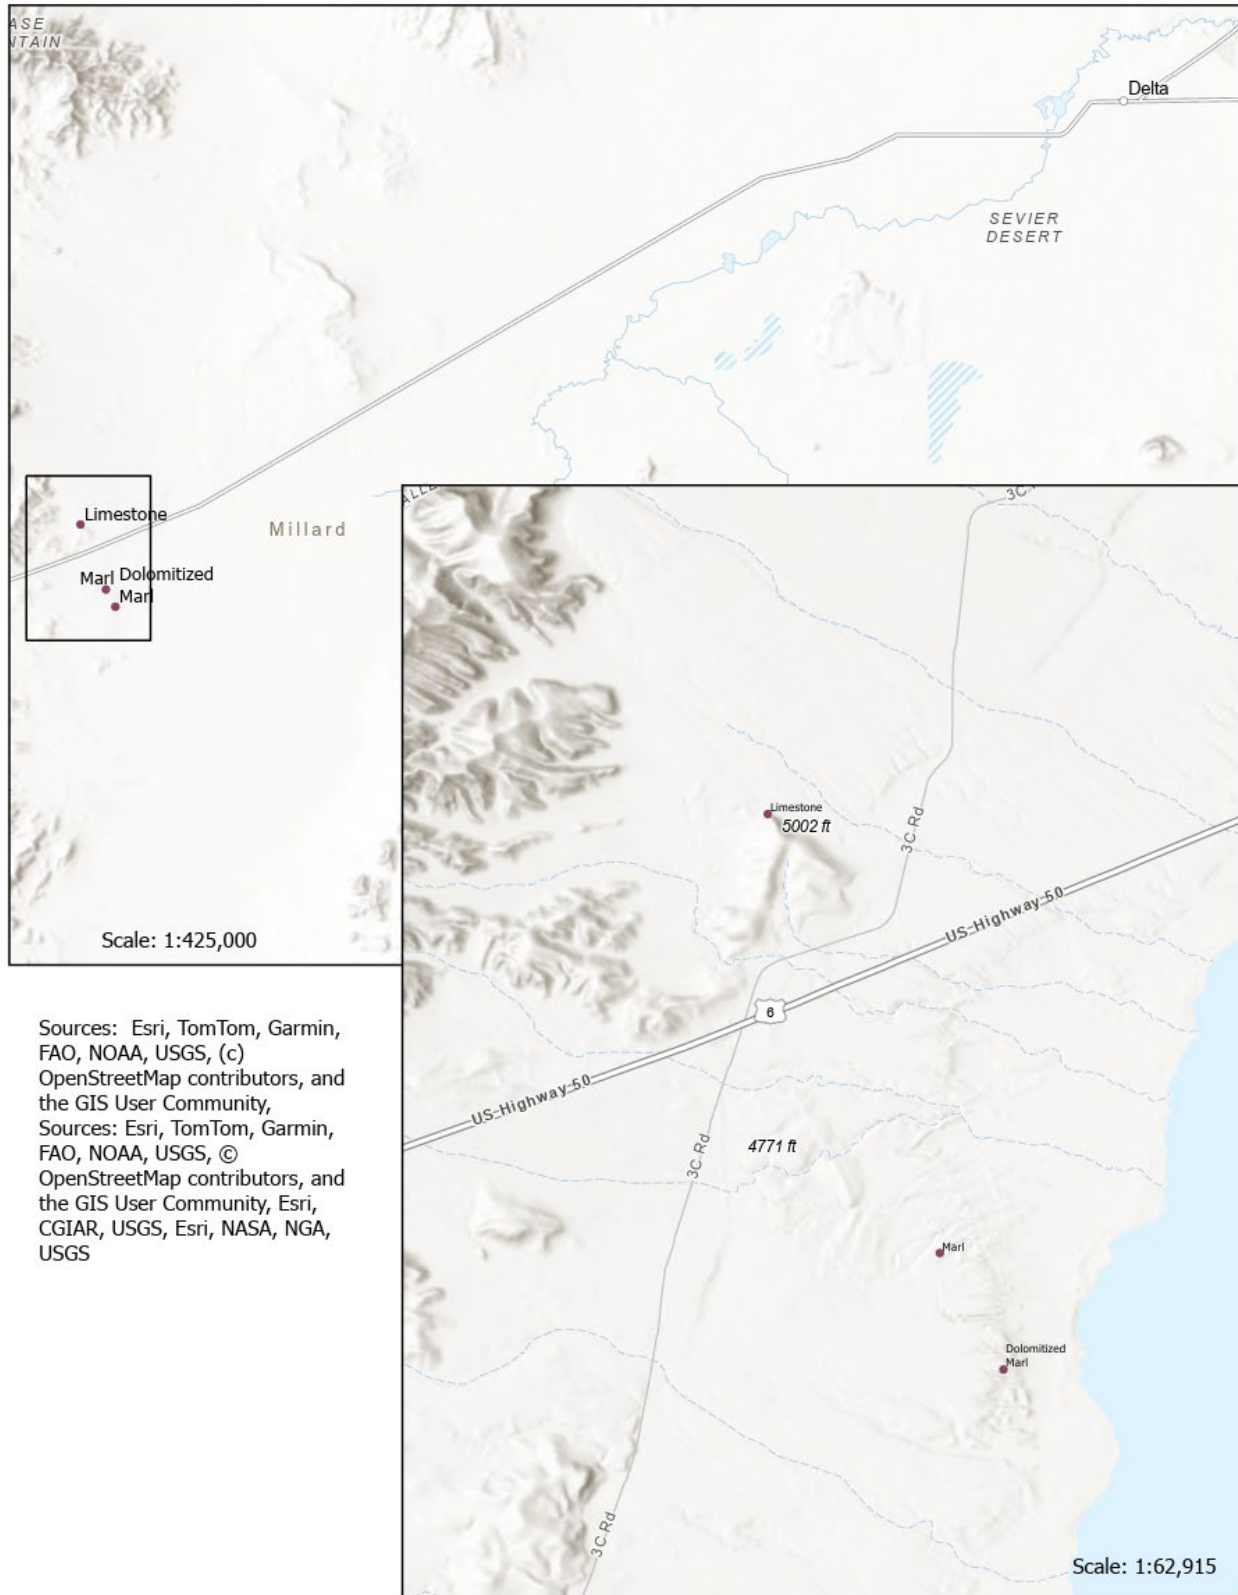 ASE
NTAIN
Delta
SEVIER
DESERT
Limestone
Millard
Marl
Dolomitized
Marl
Scale: 1:425,000
ALLE
3C
Limestone
5002 ft
3C-Rd
US-Highway-50
6
US-Highway 50
4771 ft
3C-Rd
Marl
Dolomitized
Marl
3C-Rd
Scale: 1:62,915
Sources: Esri, TomTom, Garmin,
FAO, NOAA, USGS, (c)
OpenStreetMap contributors, and
the GIS User Community,
Sources: Esri, TomTom, Garmin,
FAO, NOAA, USGS, ©
OpenStreetMap contributors, and
the GIS User Community, Esri,
CGIAR, USGS, Esri, NASA, NGA,
USGS